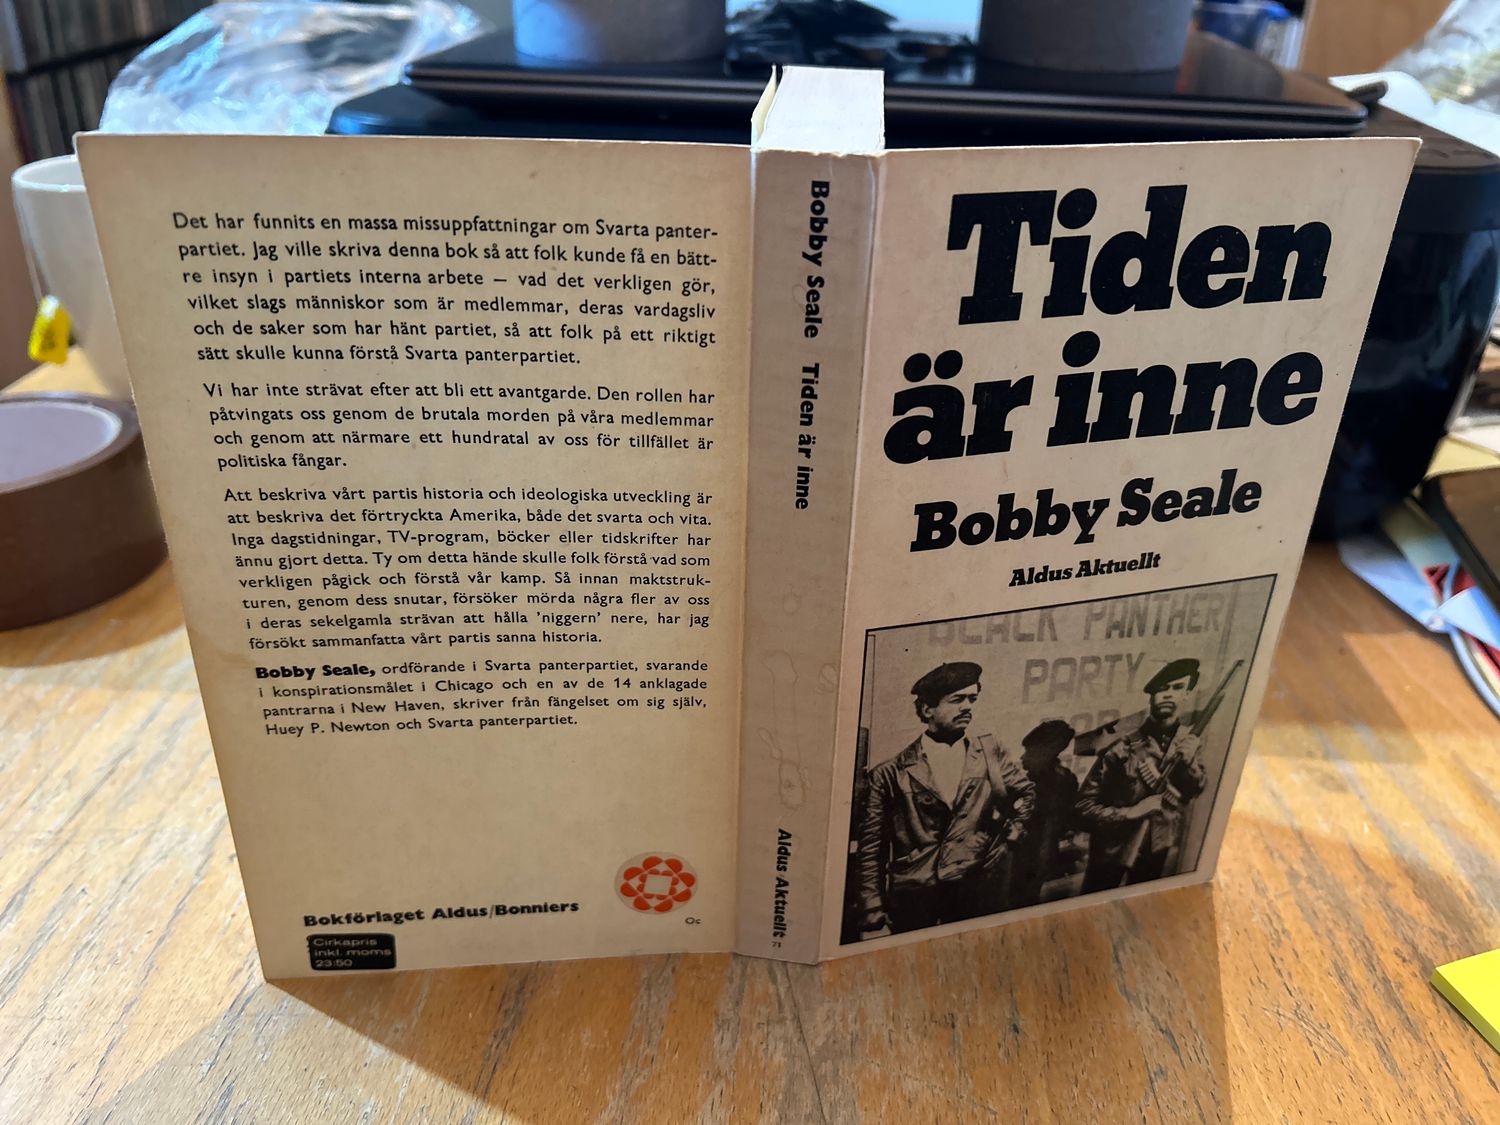 Det har funnits en massa missuppfattningar om Svarta panter-
partiet. Jag ville skriva denna bok så att folk kunde få en bätt-
re insyn i partiets interna arbete – vad det verkligen gör,
vilket slags människor som är medlemmar, deras vardagsliv
och de saker som har hänt partiet, så att folk på ett riktigt
sätt skulle kunna förstå Svarta panterpartiet.
Vi har inte strävat efter att bli ett avantgarde. Den rollen har
påtvingats oss genom de brutala morden på våra medlemmar
och genom att närmare ett hundratal av oss för tillfället är
politiska fångar.
Att beskriva vårt partis historia och ideologiska utveckling är
att beskriva det förtryckta Amerika, både det svarta och vita.
Inga dagstidningar, TV-program, böcker eller tidskrifter har
ännu gjort detta. Ty om detta hände skulle folk förstå vad som
verkligen pågick och förstå vår kamp. Så innan maktstruk-
turen, genom dess snutar, försöker mörda några fler av oss
i deras sekelgamla strävan att hålla 'niggern' nere, har jag
försökt sammanfatta vårt partis sanna historia.
Bobby Seale, ordförande i Svarta panterpartiet, svarande
i konspirationsmålet i Chicago och en av de 14 anklagade
pantrarna i New Haven, skriver från fängelset om sig själv,
Huey P. Newton och Svarta panterpartiet.
Bokförlaget Aldus/Bonniers
Oc
Cirkapris
inkl. moms
23:50
Bobby Seale Tiden är inne
Aldus Aktuellt
Tiden
är inne
Bobby Seale
Aldus Aktuellt
BLACK PANTHER
PARTY